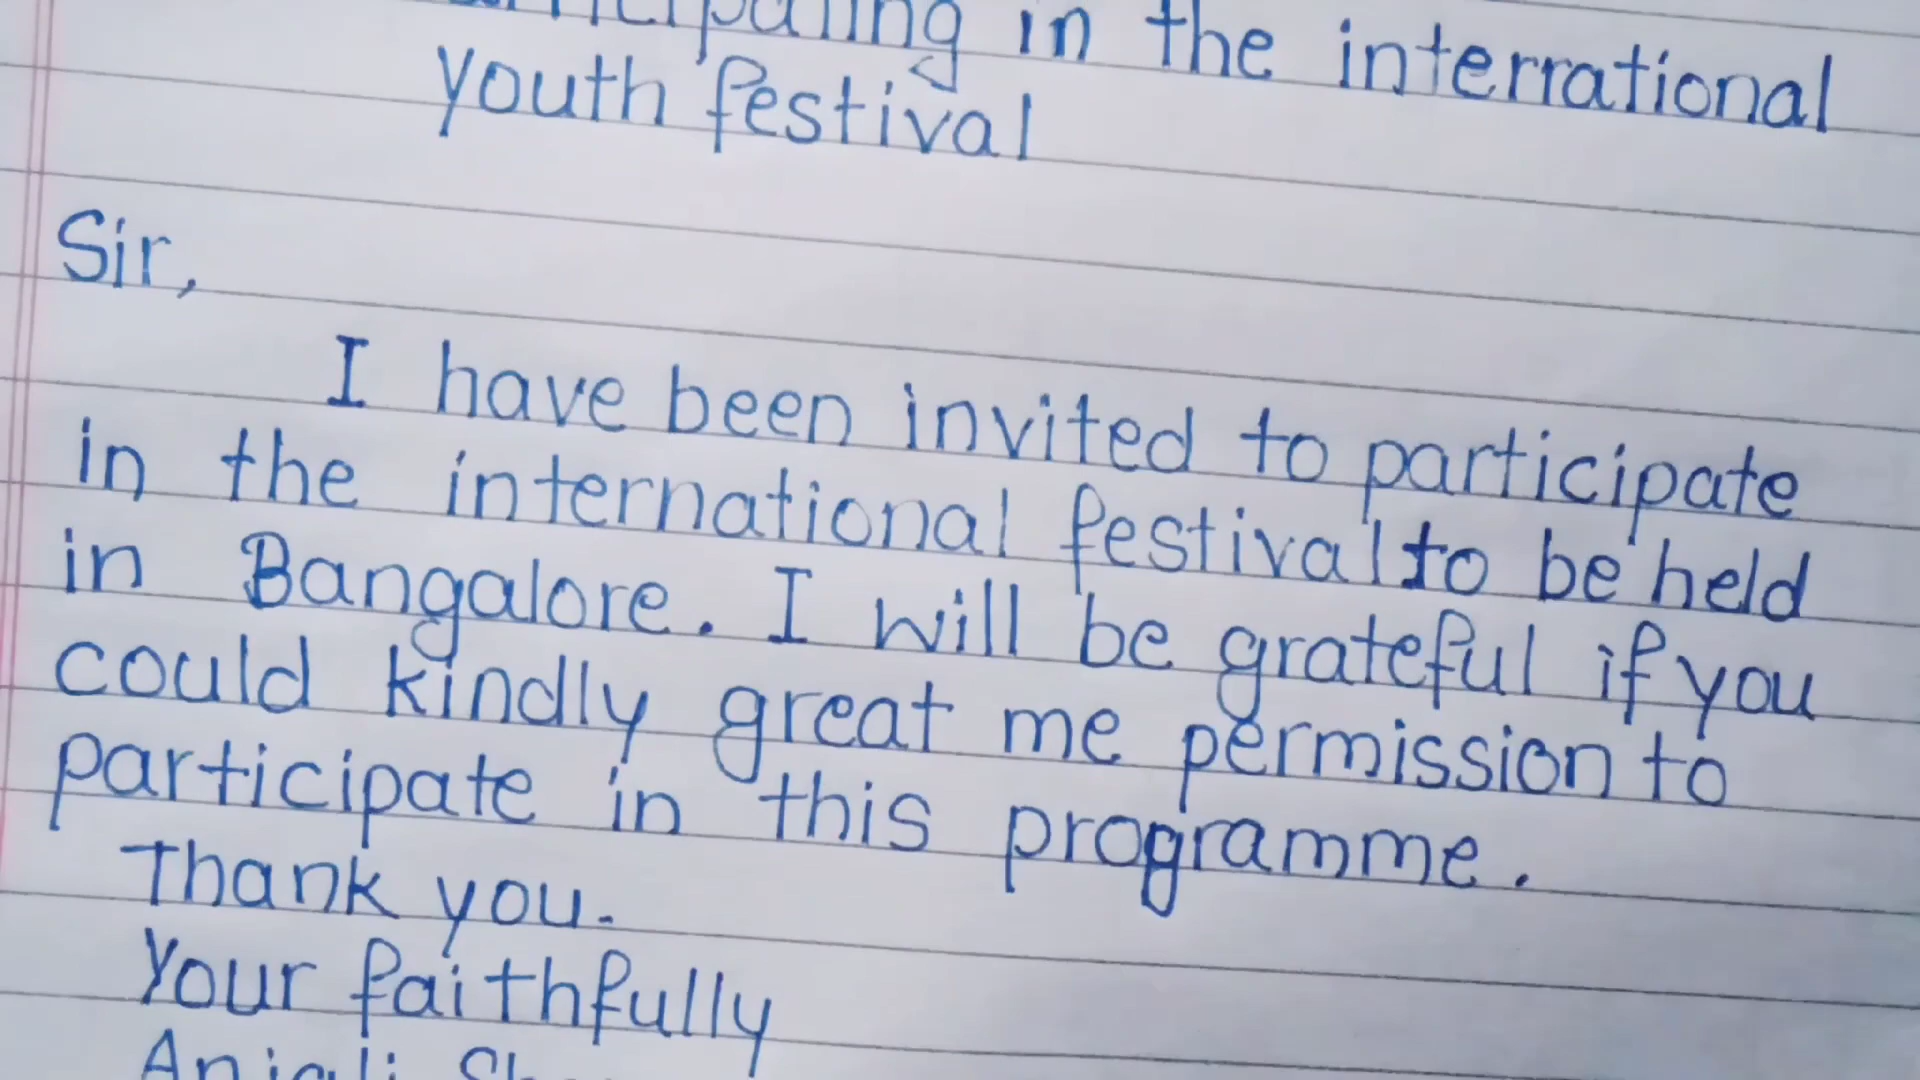 in the interrational
youth festival
Sir,
I have been invited to participate
in the international festival to be held
in Bangalore. I will be grateful if you
could kindly great me permission to
participate in this programme.
Thank you.
Your faithfully
Anjali